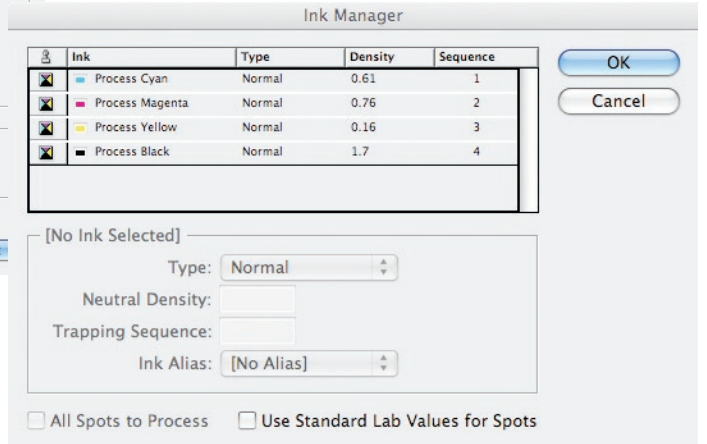 Ink Manager
Ink Type Density Sequence
Process Cyan Normal 0.61 1
Process Magenta Normal 0.76 2
Process Yellow Normal 0.16 3
Process Black Normal 1.7 4
OK
Cancel
[No Ink Selected]
Type: Normal
Neutral Density:
Trapping Sequence:
Ink Alias: [No Alias]
All Spots to Process Use Standard Lab Values for Spots